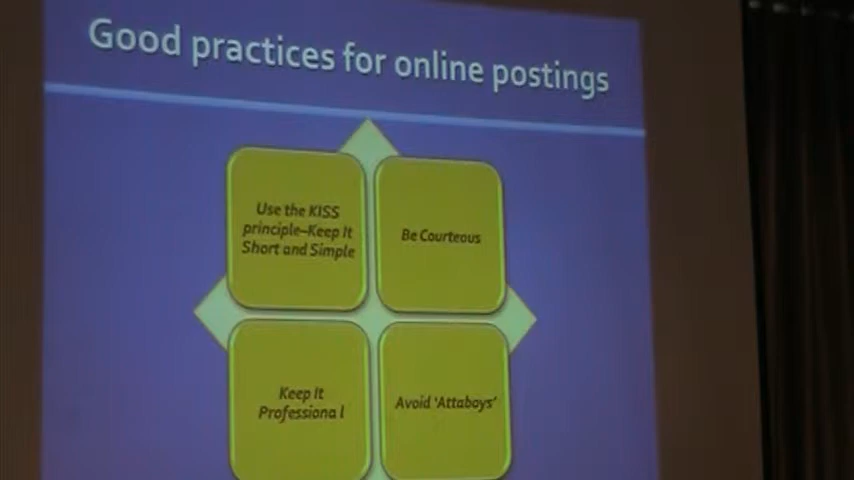 Good practices for online postings
Use the KISS
principle–Keep It
Short and Simple
Be Courteous
Keep It
Professiona l
Avoid 'Attaboys'